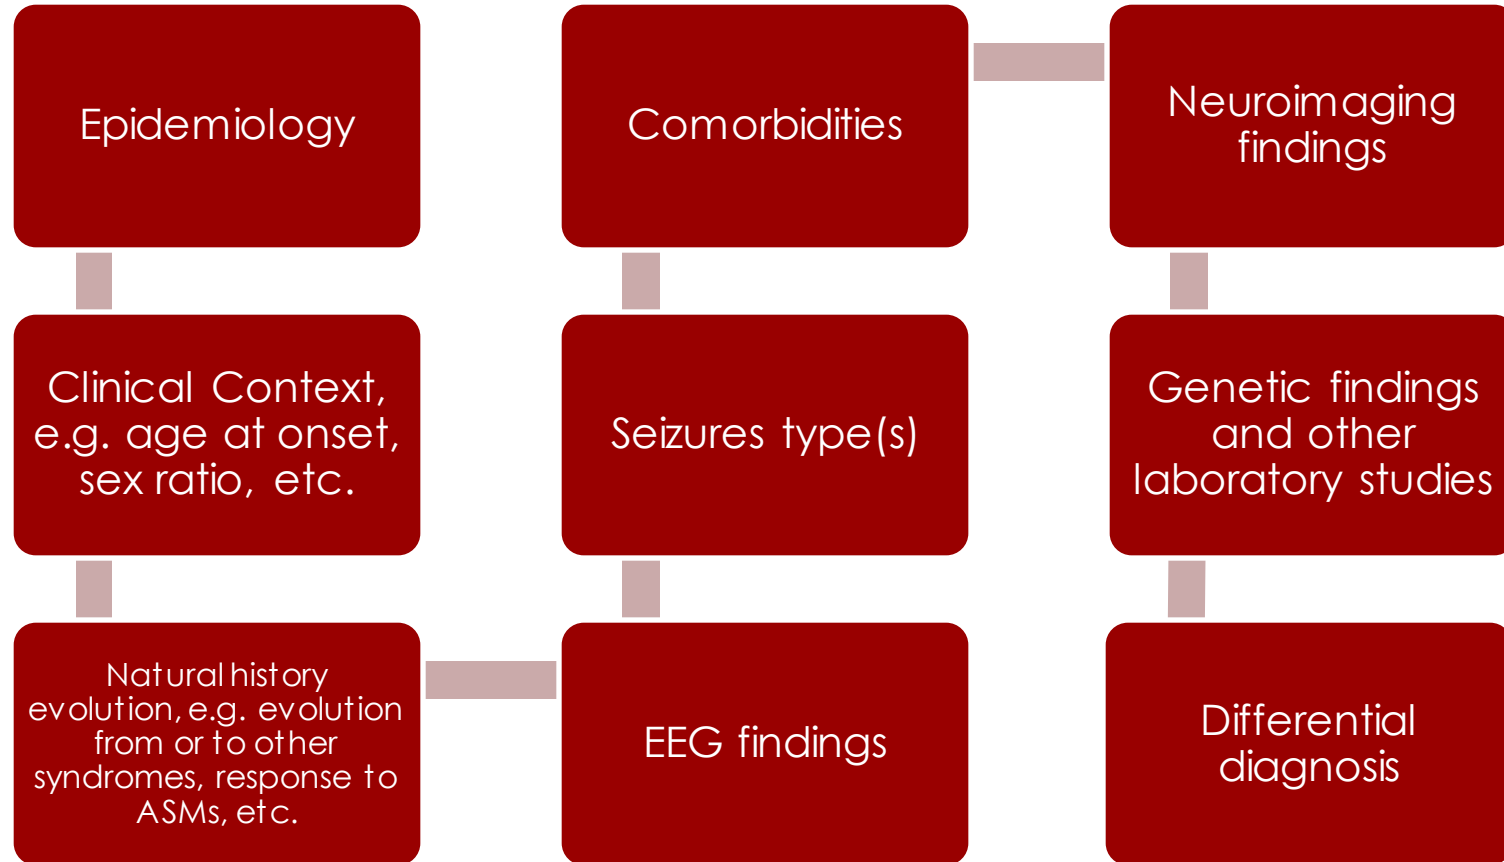 Epidemiology
Clinical Context,
e.g. age at onset,
sex ratio, etc.
Natural history
evolution, e.g. evolution
from or to other
syndromes, response to
ASMs, etc.
EEG findings
Seizures type(s)
Comorbidities
Neuroimaging
findings
Genetic findings
and other
laboratory studies
Differential
diagnosis